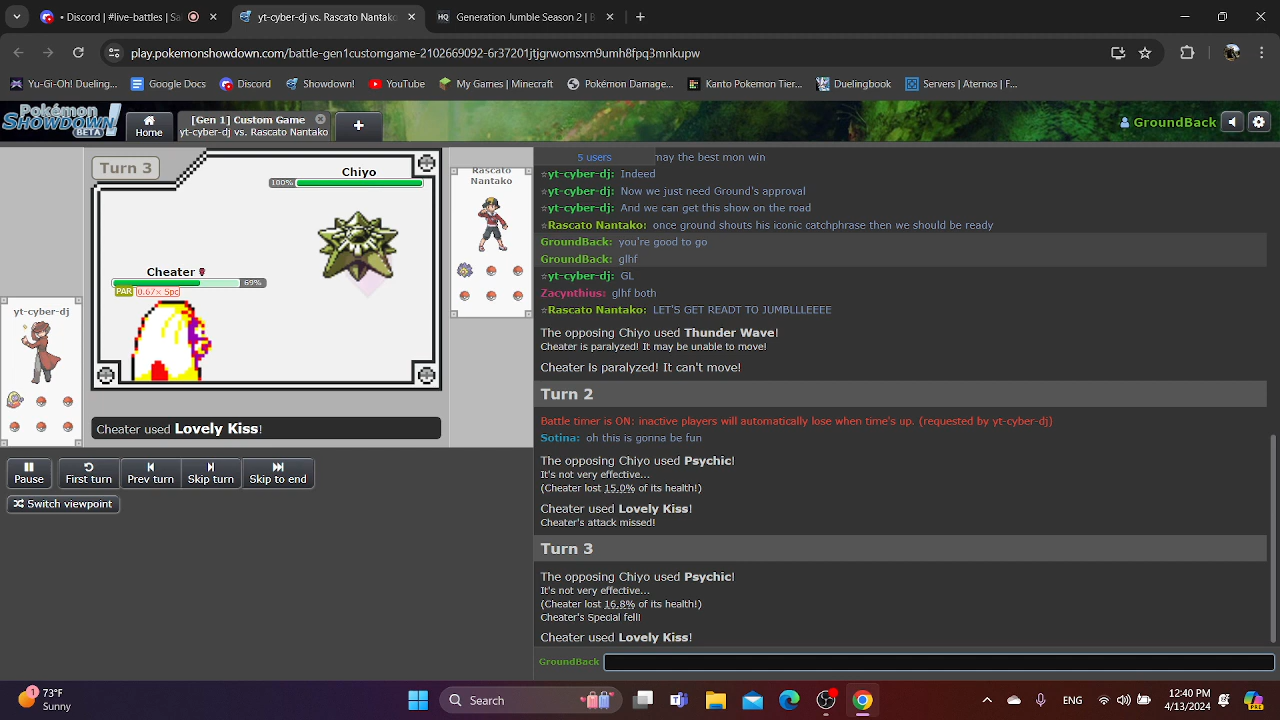 • Discord | #live-battles | Sa
yt-cyber-dj vs. Rascato Nantako
Generation Jumble Season 2 | B
play.pokemonshowdown.com/battle-gen1customgame-2102669092-6r37201jtjgrwomsxm9umh8fpq3mnkupw
Yu-Gi-Oh! Dueling...
Google Docs
Discord
Showdown!
YouTube
My Games | Minecraft
Pokémon Damage...
Kanto Pokemon Tier...
Duelingbook
Servers | Aternos | F...
Pokémon
SHOWDOWN!
BETA
Home
[Gen 1] Custom Game
yt-cyber-dj vs. Rascato Nantako
GroundBack
Turn 3
Chiyo
100%
Rascato
Nantako
Cheater
69%
PAR 0.67× Spc
yt-cyber-dj
Cheater used Lovely Kiss!
Pause
First turn
Prev turn
Skip turn
Skip to end
Switch viewpoint
5 users
may the best mon win
☆yt-cyber-dj: Indeed
☆yt-cyber-dj: Now we just need Ground's approval
☆yt-cyber-dj: And we can get this show on the road
☆Rascato Nantako: once ground shouts his iconic catchphrase then we should be ready
GroundBack: you're good to go
GroundBack: glhf
☆yt-cyber-dj: GL
Zacynthius: glhf both
☆Rascato Nantako: LET'S GET READT TO JUMBLLLEEEE
The opposing Chiyo used Thunder Wave!
Cheater is paralyzed! It may be unable to move!
Cheater is paralyzed! It can't move!
Turn 2
Battle timer is ON: inactive players will automatically lose when time's up. (requested by yt-cyber-dj)
Sotina: oh this is gonna be fun
The opposing Chiyo used Psychic!
It's not very effective...
(Cheater lost 15.0% of its health!)
Cheater used Lovely Kiss!
Cheater's attack missed!
Turn 3
The opposing Chiyo used Psychic!
It's not very effective...
(Cheater lost 16.8% of its health!)
Cheater's Special fell!
Cheater used Lovely Kiss!
GroundBack
1
73°F
Sunny
Search
ENG
12:40 PM
4/13/2024
PRE